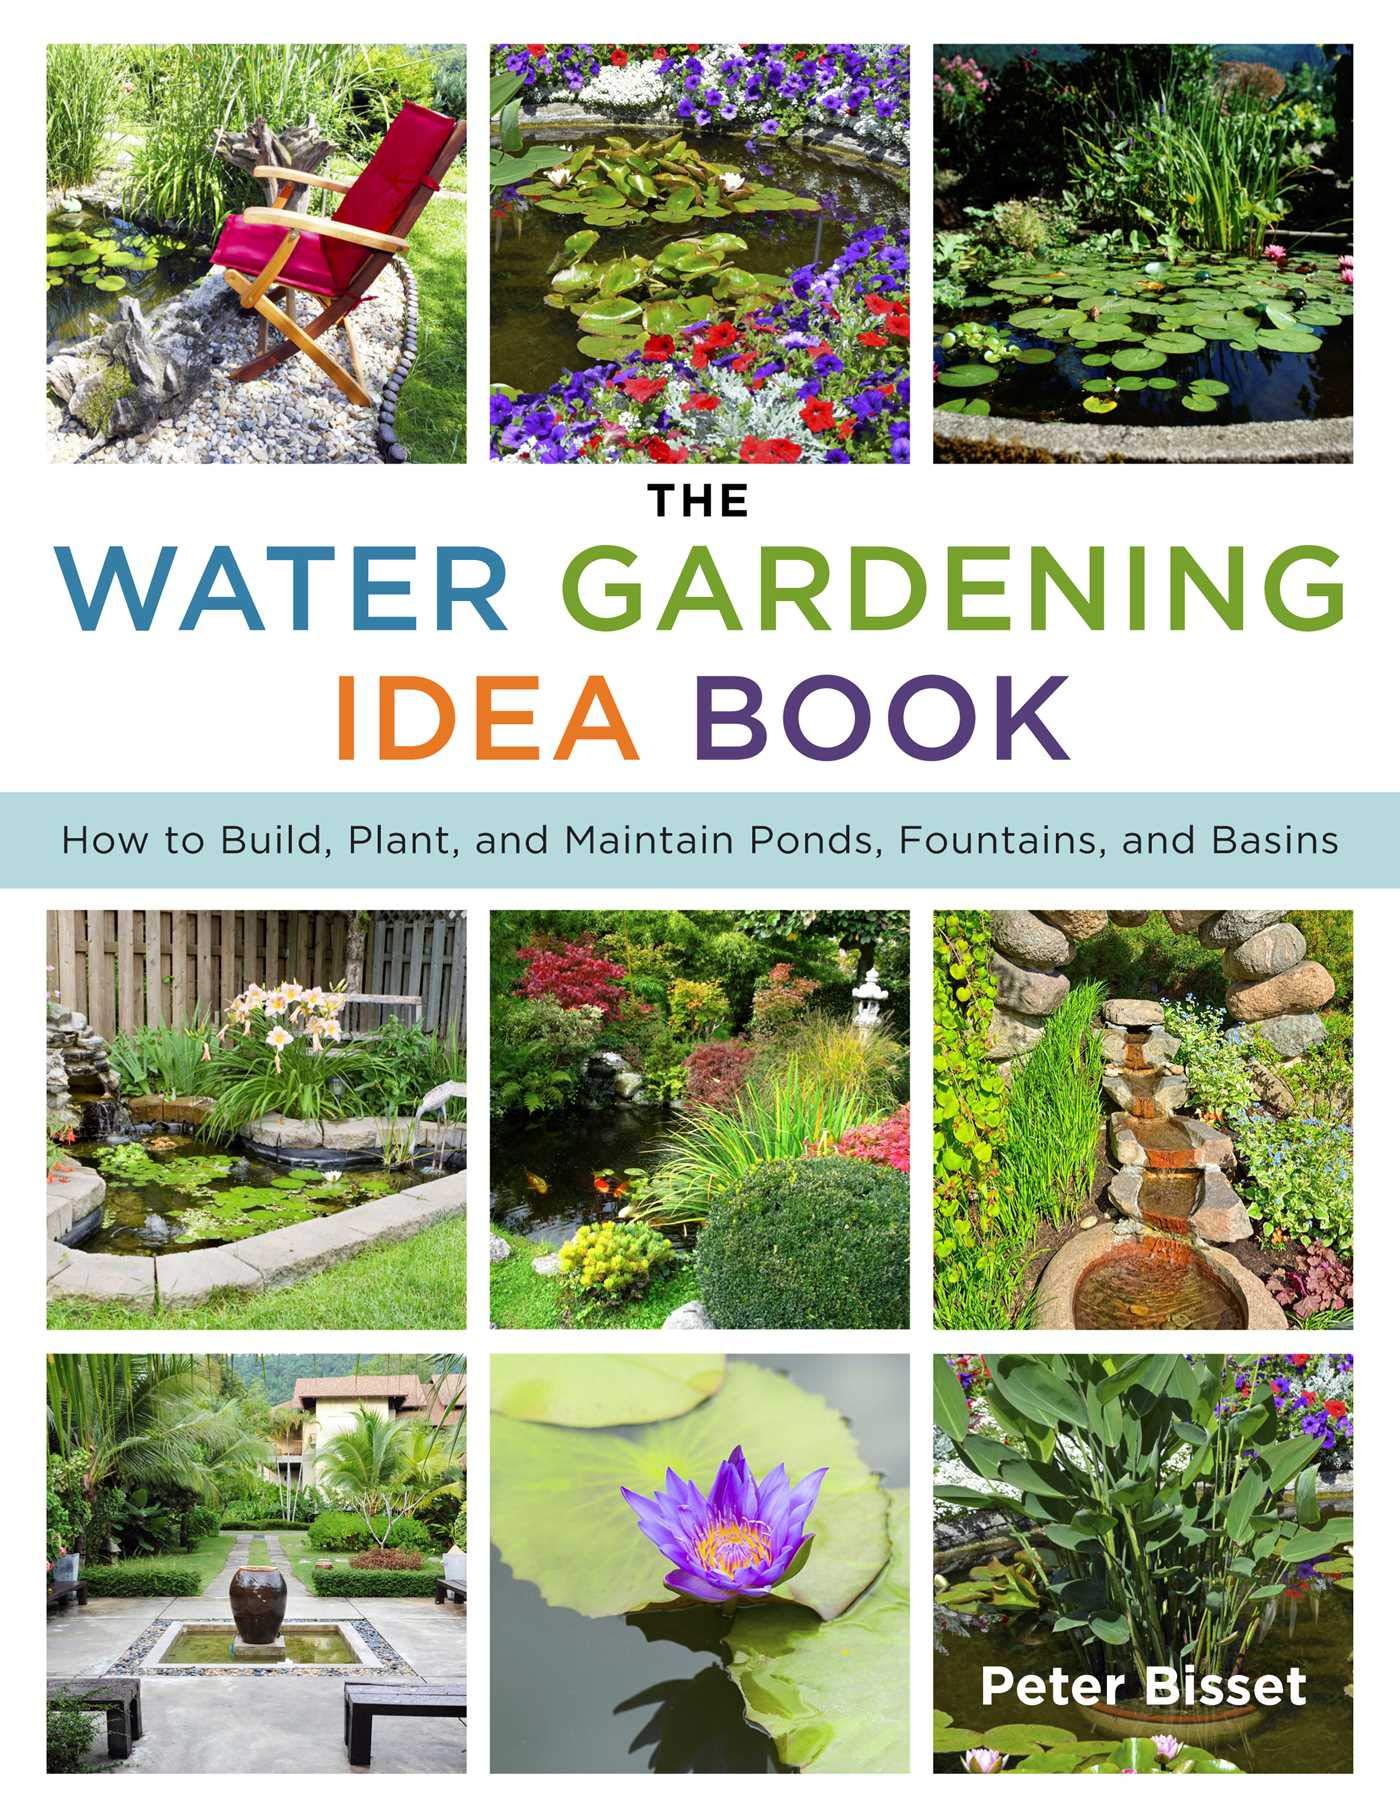 THE
WATER GARDENING
IDEA BOOK
How to Build, Plant, and Maintain Ponds, Fountains, and Basins
Peter Bisset